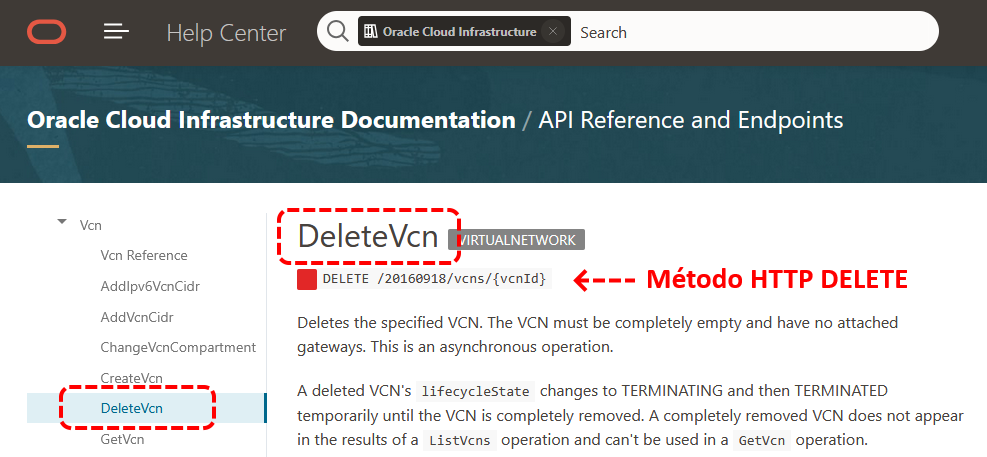 Help Center
Oracle Cloud Infrastructure
Search
Oracle Cloud Infrastructure Documentation / API Reference and Endpoints
Vcn
Vcn Reference
AddIpv6VcnCidr
AddVcnCidr
ChangeVcnCompartment
CreateVcn
DeleteVcn
GetVcn
DeleteVcn VIRTUALNETWORK
DELETE /20160918/vcns/{vcnId}
Método HTTP DELETE
Deletes the specified VCN. The VCN must be completely empty and have no attached
gateways. This is an asynchronous operation.
A deleted VCN's lifecycleState changes to TERMINATING and then TERMINATED
temporarily until the VCN is completely removed. A completely removed VCN does not appear
in the results of a ListVcns operation and can't be used in a GetVcn operation.